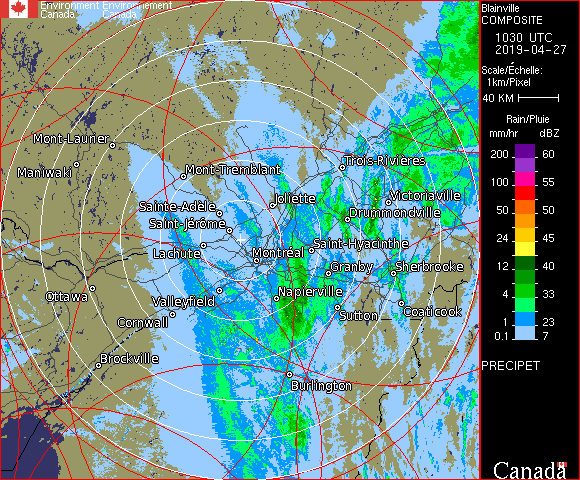 Environment Environnement
Canada Canada
Mont-Laurier
Maniwaki
Mont-Tremblant
Trois-Rivières
Joliette
Victoriaville
Sainte-Adèle
Drummondville
Saint-Jérôme
Lachute
Montréal
Saint-Hyacinthe
Granby
Sherbrooke
Ottawa
Valleyfield
Napierville
Cornwall
Sutton
Coaticook
Brockville
Burlington
Blainville
COMPOSITE
1030 UTC
2019-04-27
Scale/Échelle:
1km/Pixel
40 KM
Rain/Pluie
mm/hr dBZ
200 60
150 57
100 55
50 50
24 45
12 40
4 33
1 23
0.1 7
PRECIPET
Canada